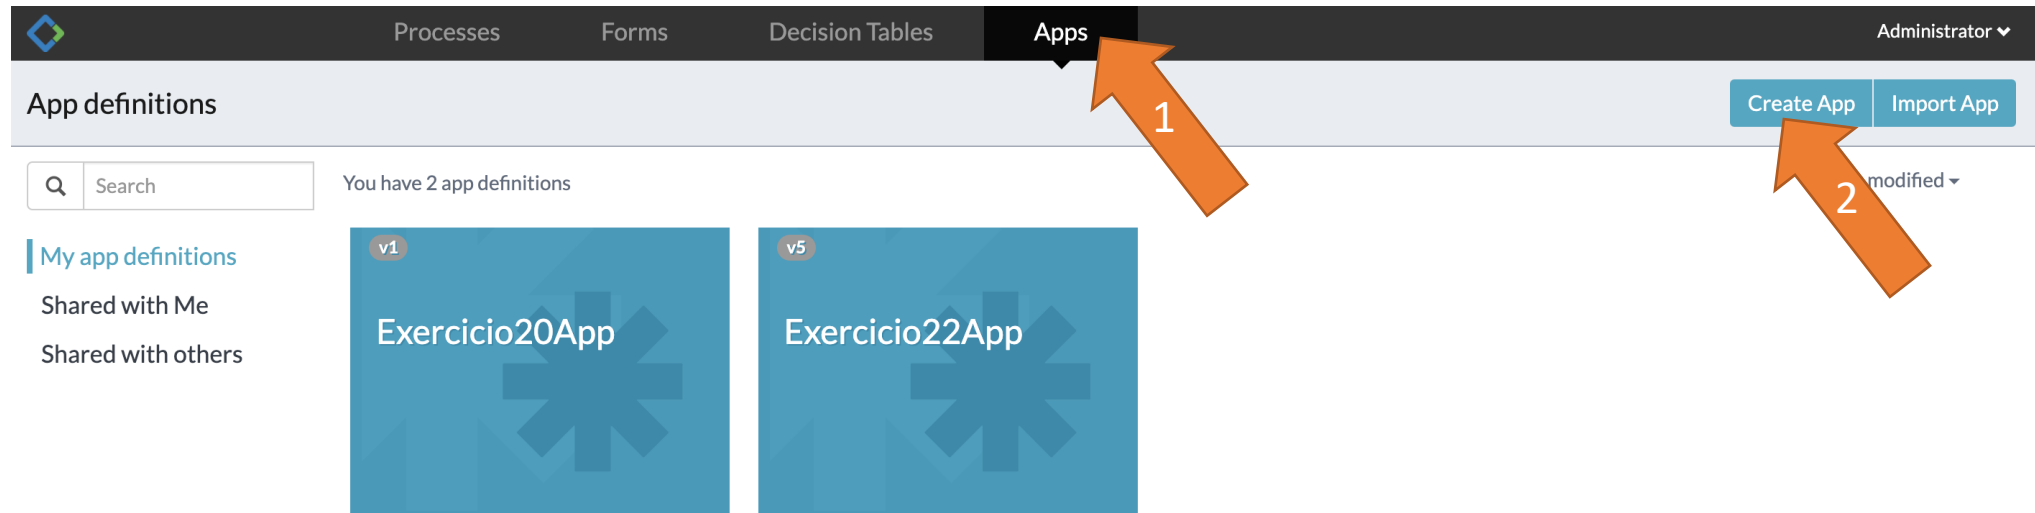 Processes Forms Decision Tables Apps Administrator
1
App definitions Create App Import App
2
Search You have 2 app definitions modified
My app definitions
Shared with Me
Shared with others
v1 v5
Exercicio20App Exercicio22App